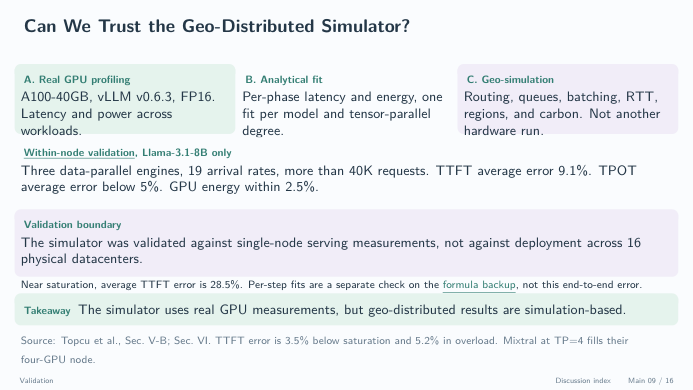 Can We Trust the Geo-Distributed Simulator?
A. Real GPU profiling
A100-40GB, vLLM v0.6.3, FP16.
Latency and power across
workloads.
B. Analytical fit
Per-phase latency and energy, one
fit per model and tensor-parallel
degree.
C. Geo-simulation
Routing, queues, batching, RTT,
regions, and carbon. Not another
hardware run.
Within-node validation, Llama-3.1-8B only
Three data-parallel engines, 19 arrival rates, more than 40K requests. TTFT average error 9.1%. TPOT
average error below 5%. GPU energy within 2.5%.
Validation boundary
The simulator was validated against single-node serving measurements, not against deployment across 16
physical datacenters.
Near saturation, average TTFT error is 28.5%. Per-step fits are a separate check on the formula backup, not this end-to-end error.
Takeaway The simulator uses real GPU measurements, but geo-distributed results are simulation-based.
Source: Topcu et al., Sec. V-B; Sec. VI. TTFT error is 3.5% below saturation and 5.2% in overload. Mixtral at TP=4 fills their
four-GPU node.
Validation
Discussion index Main 09 / 16